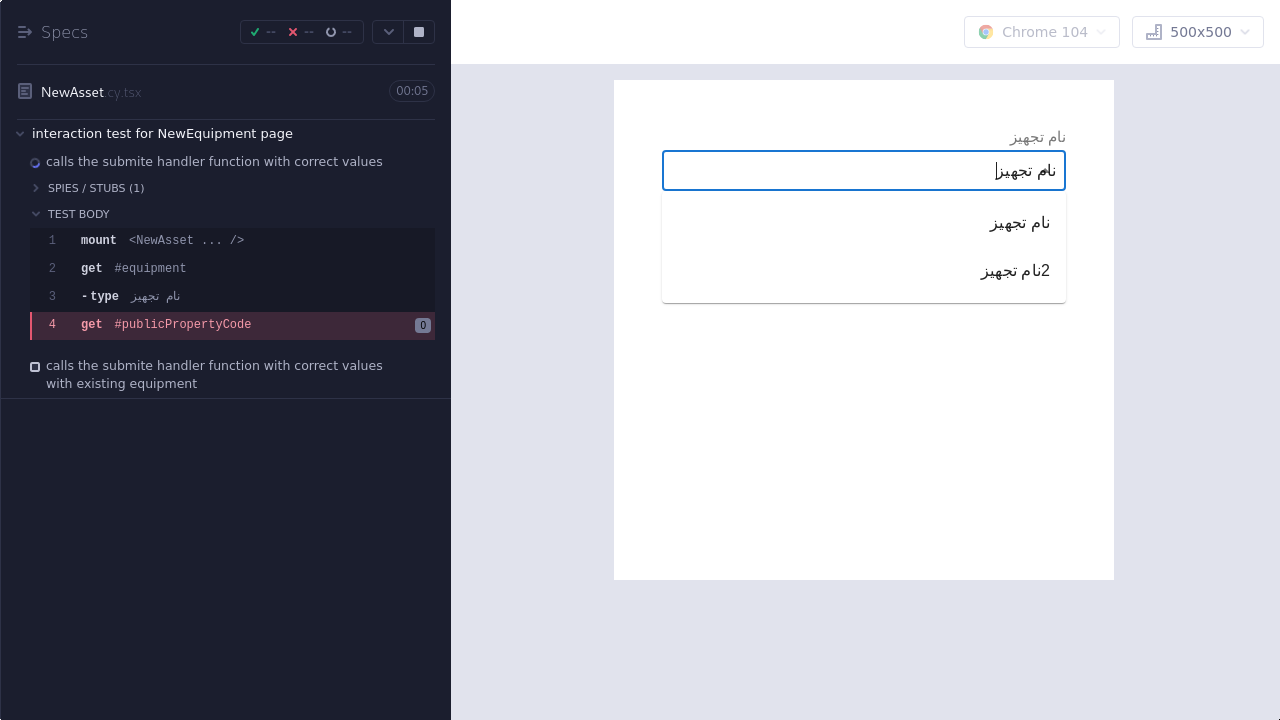 Specs
--
--
--
NewAsset.cy.tsx
00:05
interaction test for NewEquipment page
calls the submite handler function with correct values
SPIES / STUBS (1)
TEST BODY
1 mount <NewAsset ... />
2 get #equipment
3 -type نام تجهیز
4 get #publicPropertyCode 0
calls the submite handler function with correct values
with existing equipment
Chrome 104
500x500
نام تجهیز
نام تجهیز
نام تجهیز
2نام تجهیز